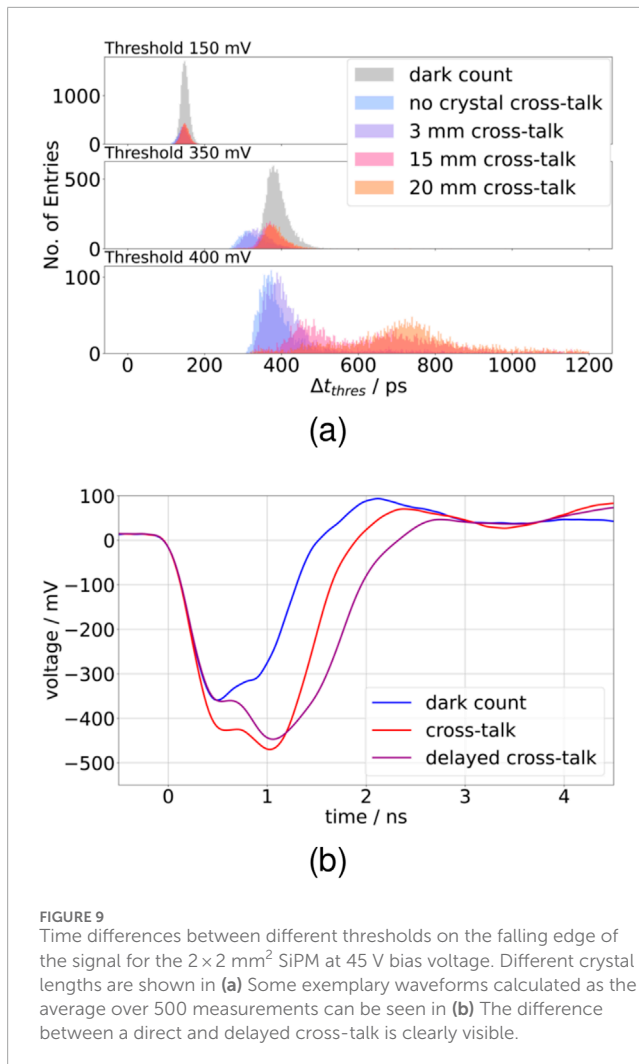 Threshold 150 mV
1000
0
dark count
no crystal cross-talk
3 mm cross-talk
15 mm cross-talk
20 mm cross-talk
Threshold 350 mV
500
0
No. of Entries
Threshold 400 mV
100
0
0 200 400 600 800 1000 1200
Δt_thres / ps
(a)
100
0
−100
−200
−300
−400
−500
voltage / mV
dark count
cross-talk
delayed cross-talk
0 1 2 3 4
time / ns
(b)
FIGURE 9
Time differences between different thresholds on the falling edge of
the signal for the 2 × 2 mm² SiPM at 45 V bias voltage. Different crystal
lengths are shown in (a) Some exemplary waveforms calculated as the
average over 500 measurements can be seen in (b) The difference
between a direct and delayed cross-talk is clearly visible.